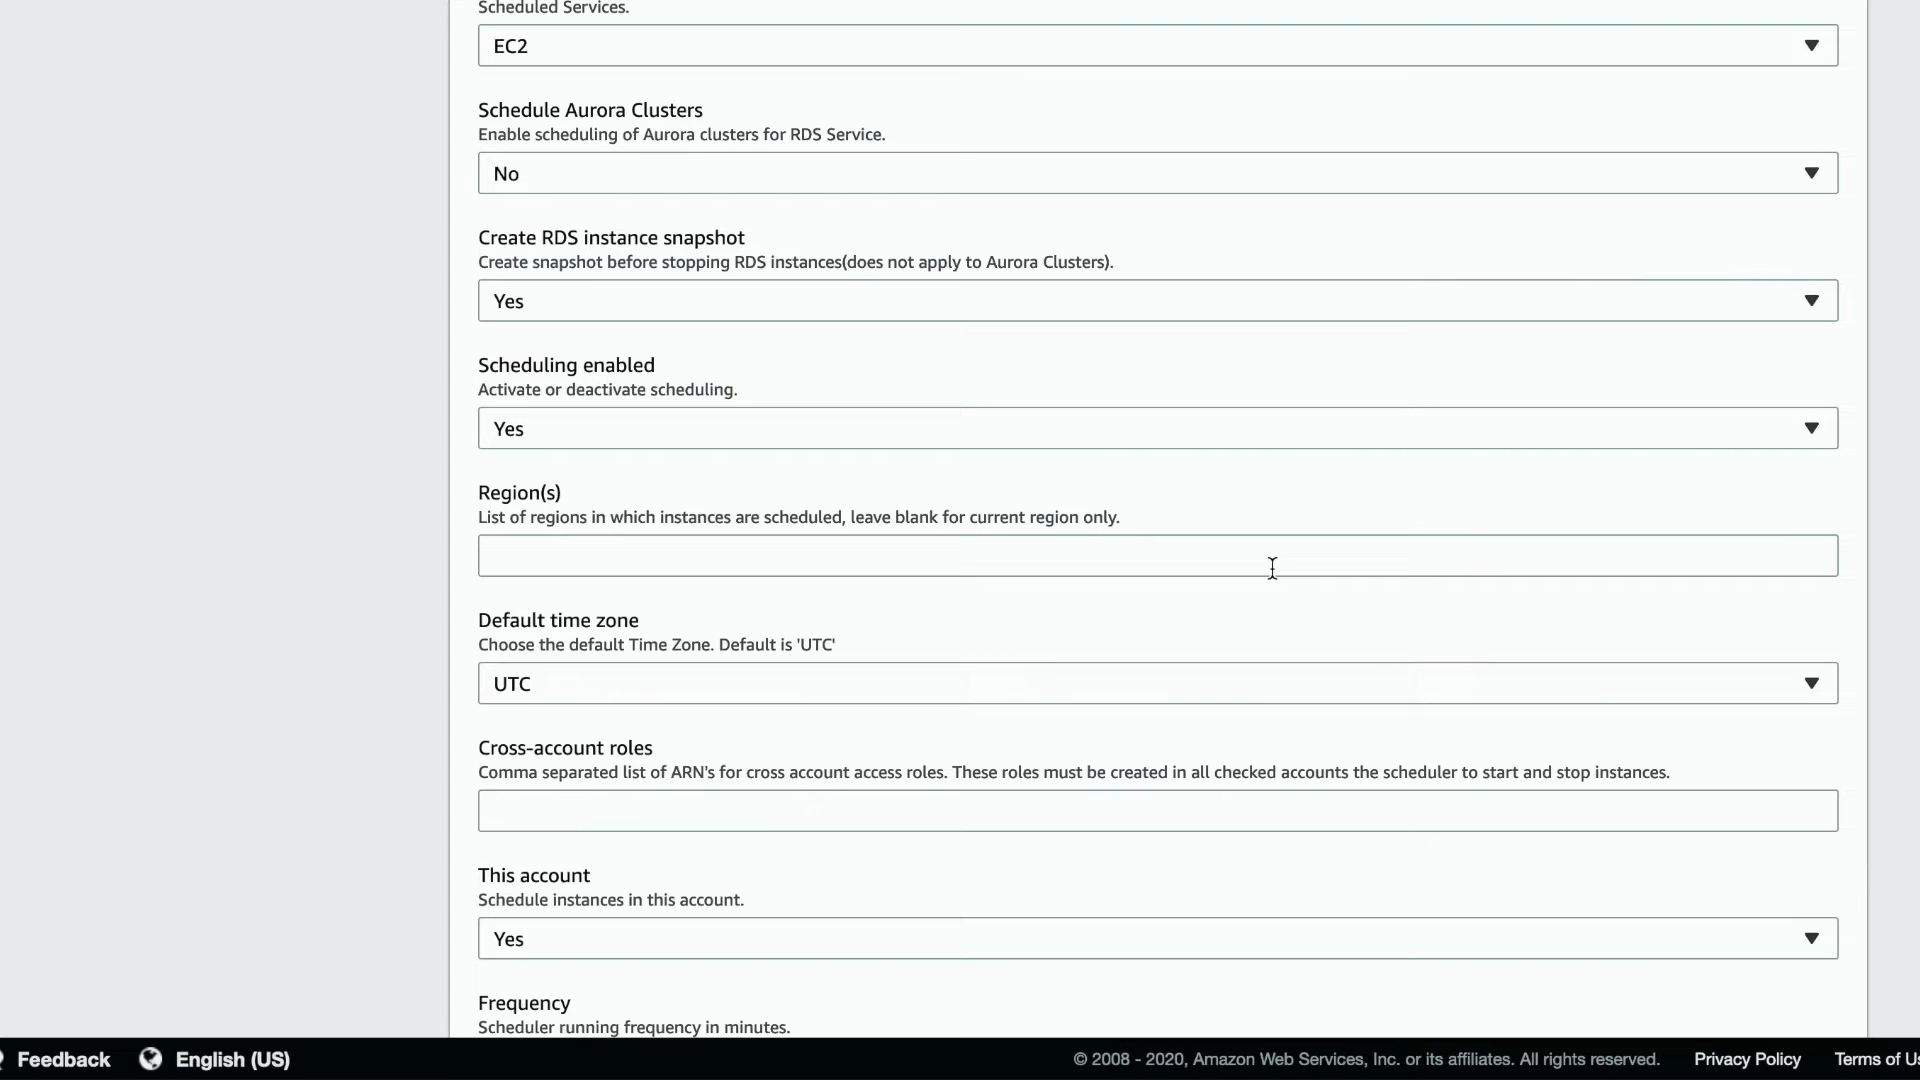 Scheduled Services.
EC2
Schedule Aurora Clusters
Enable scheduling of Aurora clusters for RDS Service.
No
Create RDS instance snapshot
Create snapshot before stopping RDS instances(does not apply to Aurora Clusters).
Yes
Scheduling enabled
Activate or deactivate scheduling.
Yes
Region(s)
List of regions in which instances are scheduled, leave blank for current region only.
Default time zone
Choose the default Time Zone. Default is 'UTC'
UTC
Cross-account roles
Comma separated list of ARN's for cross account access roles. These roles must be created in all checked accounts the scheduler to start and stop instances.
This account
Schedule instances in this account.
Yes
Frequency
Scheduler running frequency in minutes.
Feedback English (US) © 2008 - 2020, Amazon Web Services, Inc. or its affiliates. All rights reserved. Privacy Policy Terms of